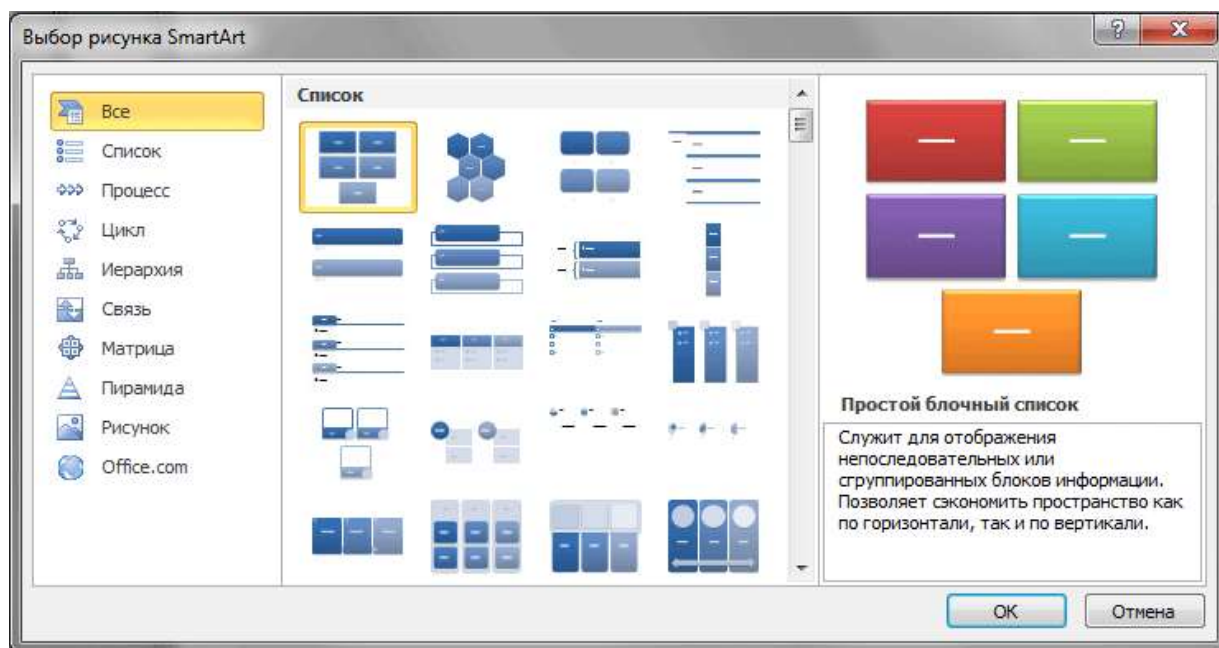 Выбор рисунка SmartArt
Все
Список
Процесс
Цикл
Иерархия
Связь
Матрица
Пирамида
Рисунок
Office.com
Список
Простой блочный список
Служит для отображения
непоследовательных или
сгруппированных блоков информации.
Позволяет сэкономить пространство как
по горизонтали, так и по вертикали.
ОК
Отмена